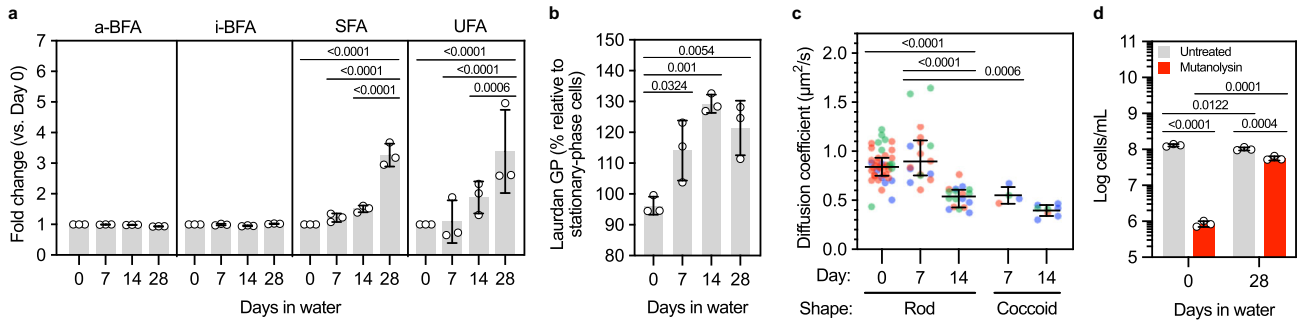 a
a-BFA
i-BFA
SFA
UFA
Fold change (vs. Day 0)
7
6
5
4
3
2
1
0
<0.0001
<0.0001
<0.0001
<0.0001
<0.0001
0.0006
0 7 14 28
0 7 14 28
0 7 14 28
0 7 14 28
Days in water
b
Laurdan GP (% relative to
stationary-phase cells)
150
140
130
120
110
100
90
80
0.0054
0.001
0.0324
0 7 14 28
Days in water
c
Diffusion coefficient (μm²/s)
2.0
1.5
1.0
0.5
0.0
<0.0001
<0.0001
0.0006
Day: 0 7 14 7 14
Shape: Rod Coccoid
d
Log cells/mL
11
10
9
8
7
6
5
Untreated
Mutanolysin
0.0001
0.0122
<0.0001
0.0004
0 28
Days in water